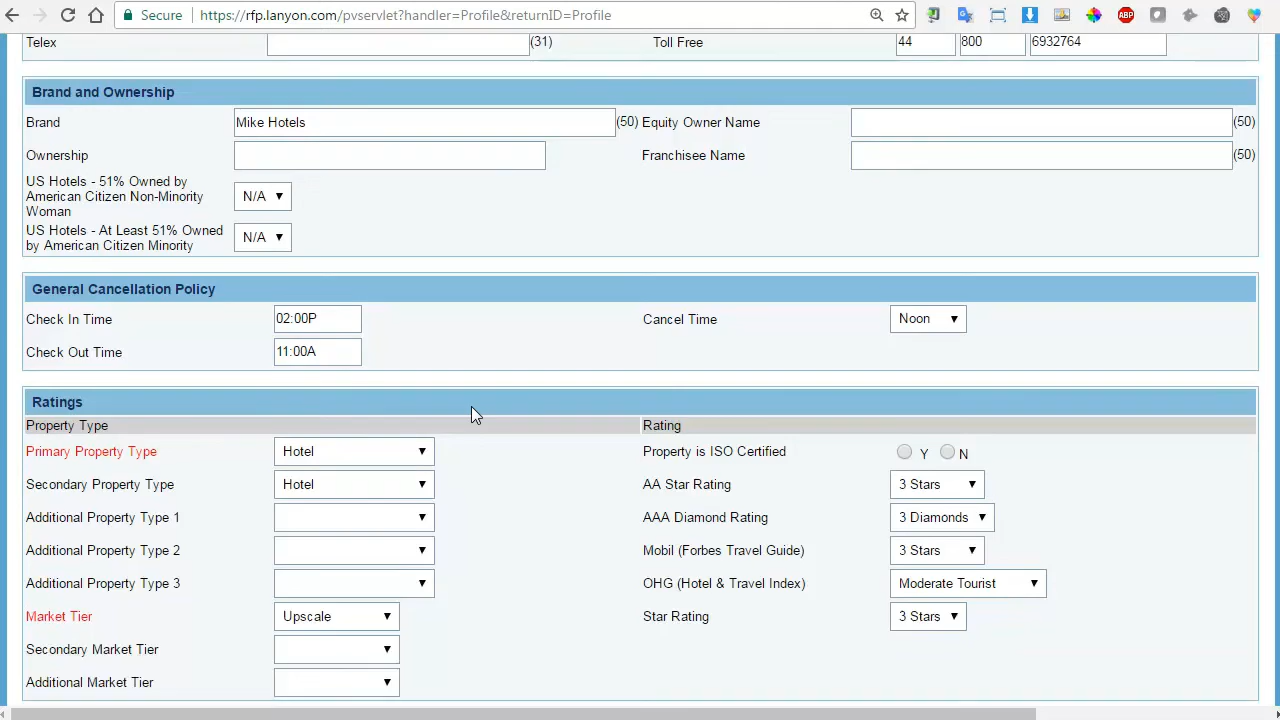 Secure https://rfp.lanyon.com/pvservlet?handler=Profile&returnID=Profile
ABP
Telex (31) Toll Free 44 800 6932764
Brand and Ownership
Brand Mike Hotels (50) Equity Owner Name (50)
Ownership Franchisee Name (50)
US Hotels - 51% Owned by
American Citizen Non-Minority
Woman
N/A
US Hotels - At Least 51% Owned
by American Citizen Minority
N/A
General Cancellation Policy
Check In Time 02:00P Cancel Time Noon
Check Out Time 11:00A
Ratings
Property Type Rating
Primary Property Type Hotel Property is ISO Certified Y N
Secondary Property Type Hotel AA Star Rating 3 Stars
Additional Property Type 1 AAA Diamond Rating 3 Diamonds
Additional Property Type 2 Mobil (Forbes Travel Guide) 3 Stars
Additional Property Type 3 OHG (Hotel & Travel Index) Moderate Tourist
Market Tier Upscale Star Rating 3 Stars
Secondary Market Tier
Additional Market Tier